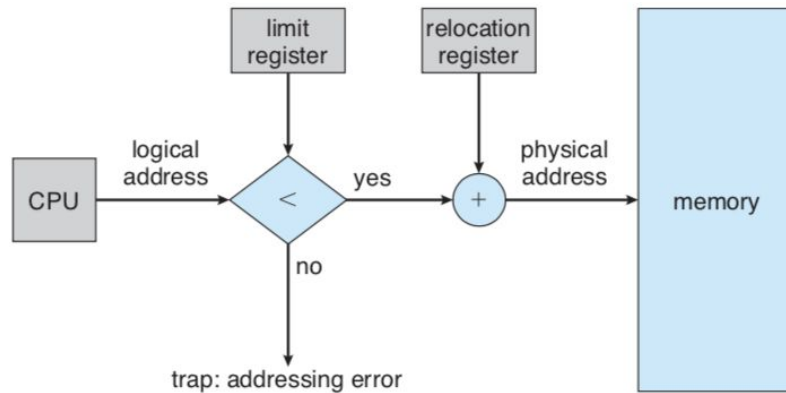 limit
register
relocation
register
logical
address
physical
address
CPU
<
yes
+
memory
no
trap: addressing error